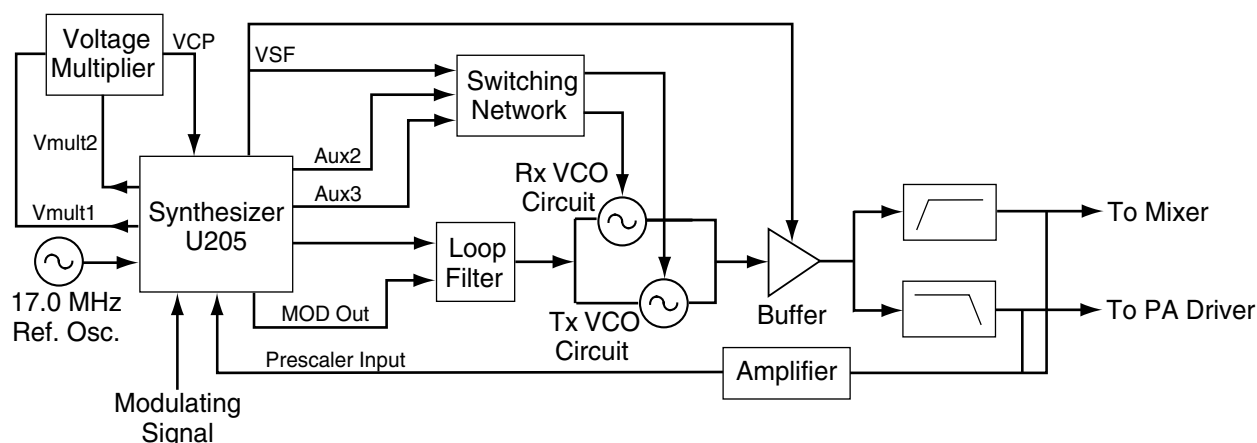 Voltage
Multiplier
VCP
VSF
Switching
Network
Vmult2
Aux2
Aux3
Vmult1
Synthesizer
U205
Rx VCO
Circuit
To Mixer
Loop
Filter
17.0 MHz
Ref. Osc.
MOD Out
Tx VCO
Circuit
Buffer
To PA Driver
Prescaler Input
Amplifier
Modulating
Signal